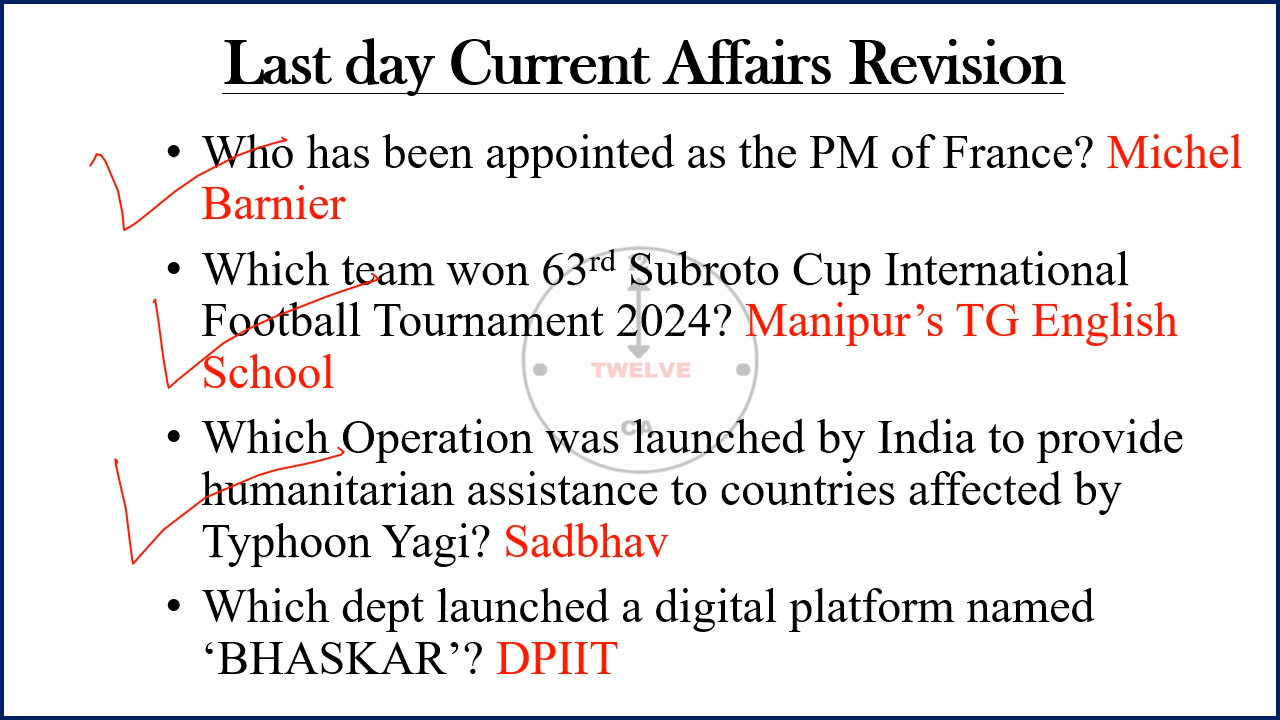 Last day Current Affairs Revision
• Who has been appointed as the PM of France? Michel
Barnier
• Which team won 63rd Subroto Cup International
Football Tournament 2024? Manipur’s TG English
School
TWELVE
CA
• Which Operation was launched by India to provide
humanitarian assistance to countries affected by
Typhoon Yagi? Sadbhav
• Which dept launched a digital platform named
‘BHASKAR’? DPIIT